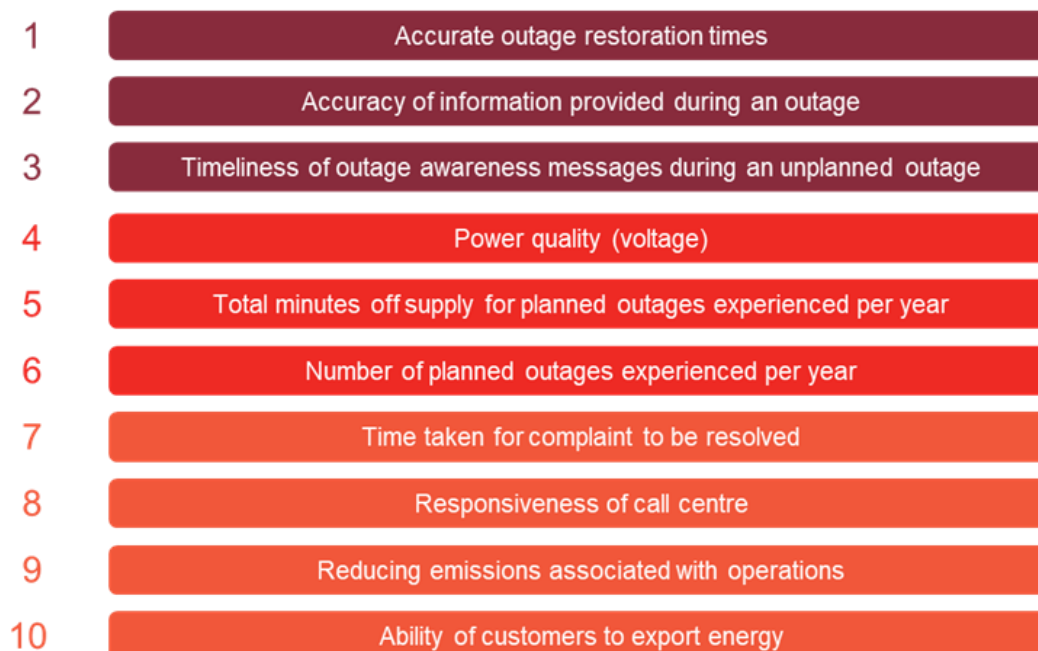 1 Accurate outage restoration times
2 Accuracy of information provided during an outage
3 Timeliness of outage awareness messages during an unplanned outage
4 Power quality (voltage)
5 Total minutes off supply for planned outages experienced per year
6 Number of planned outages experienced per year
7 Time taken for complaint to be resolved
8 Responsiveness of call centre
9 Reducing emissions associated with operations
10 Ability of customers to export energy